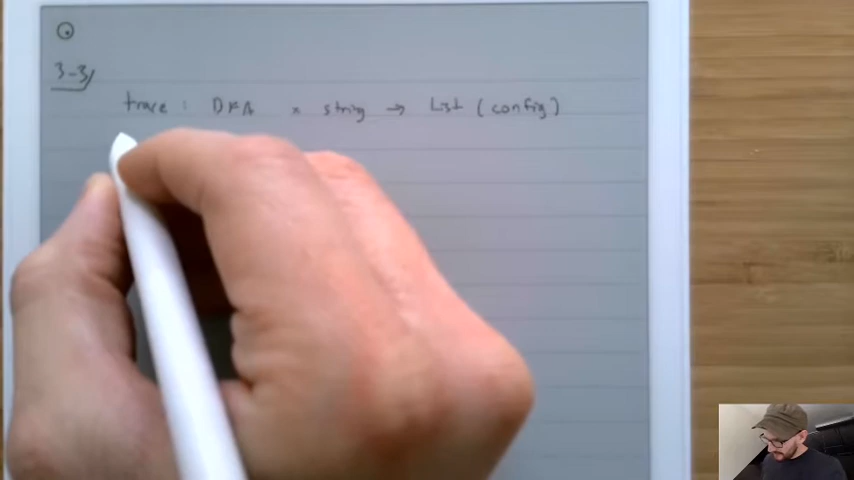 3-3/
trace : DFA × string → List (config)